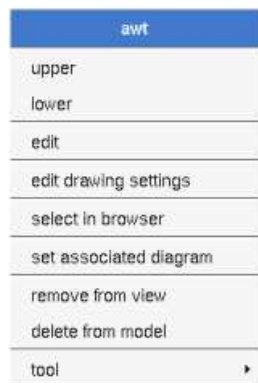 awt
upper
lower
edit
edit drawing settings
select in browser
set associated diagram
remove from view
delete from model
tool